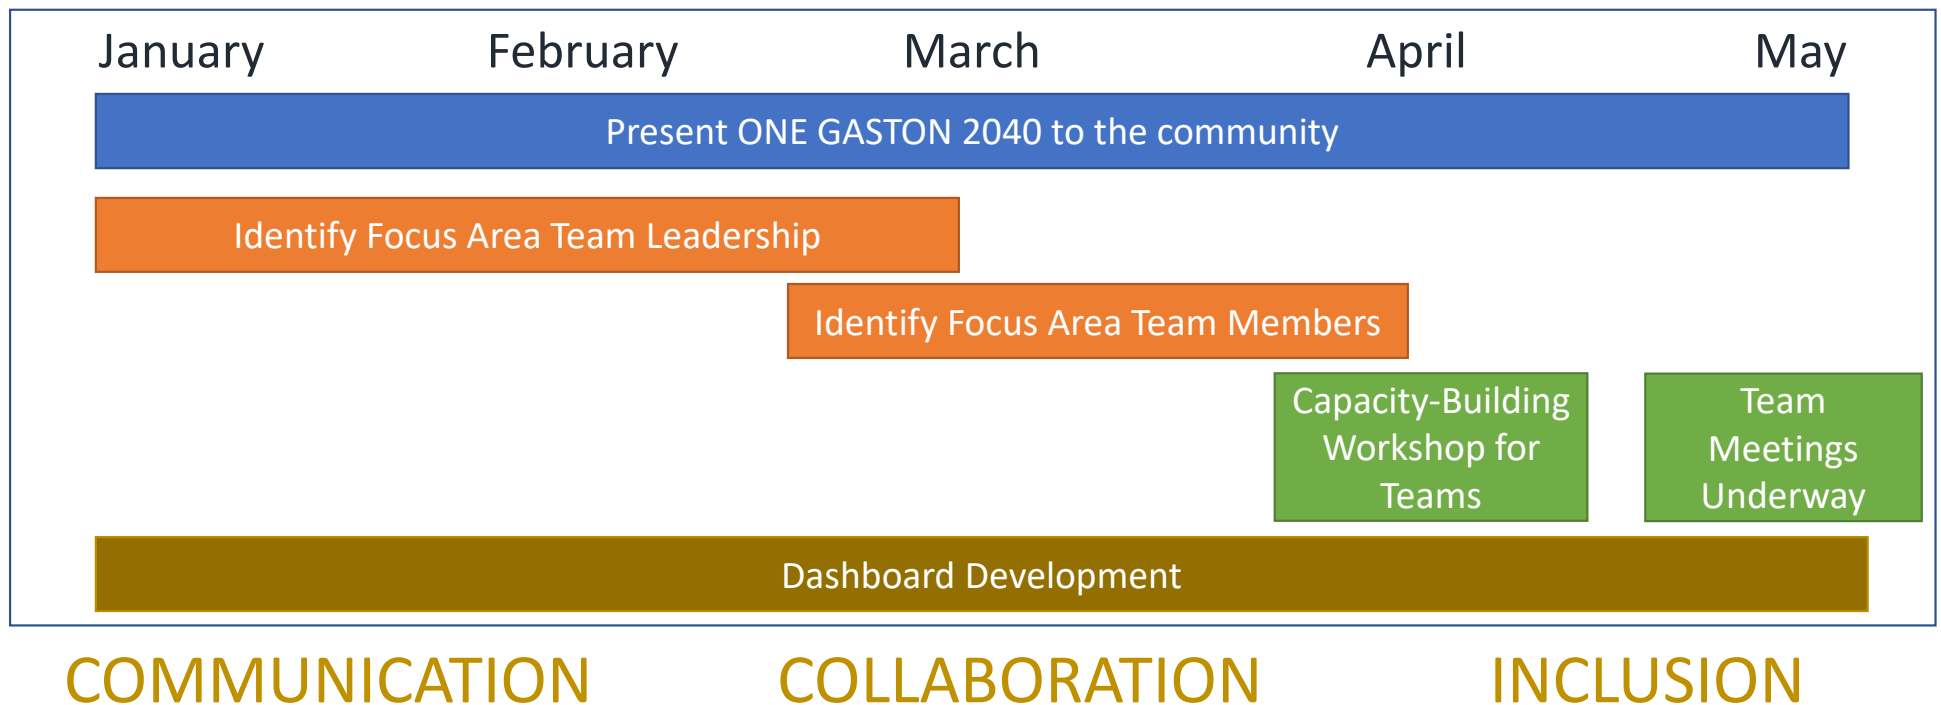 January February March April May
Present ONE GASTON 2040 to the community
Identify Focus Area Team Leadership
Identify Focus Area Team Members
Capacity-Building
Workshop for
Teams
Team
Meetings
Underway
Dashboard Development
COMMUNICATION COLLABORATION INCLUSION